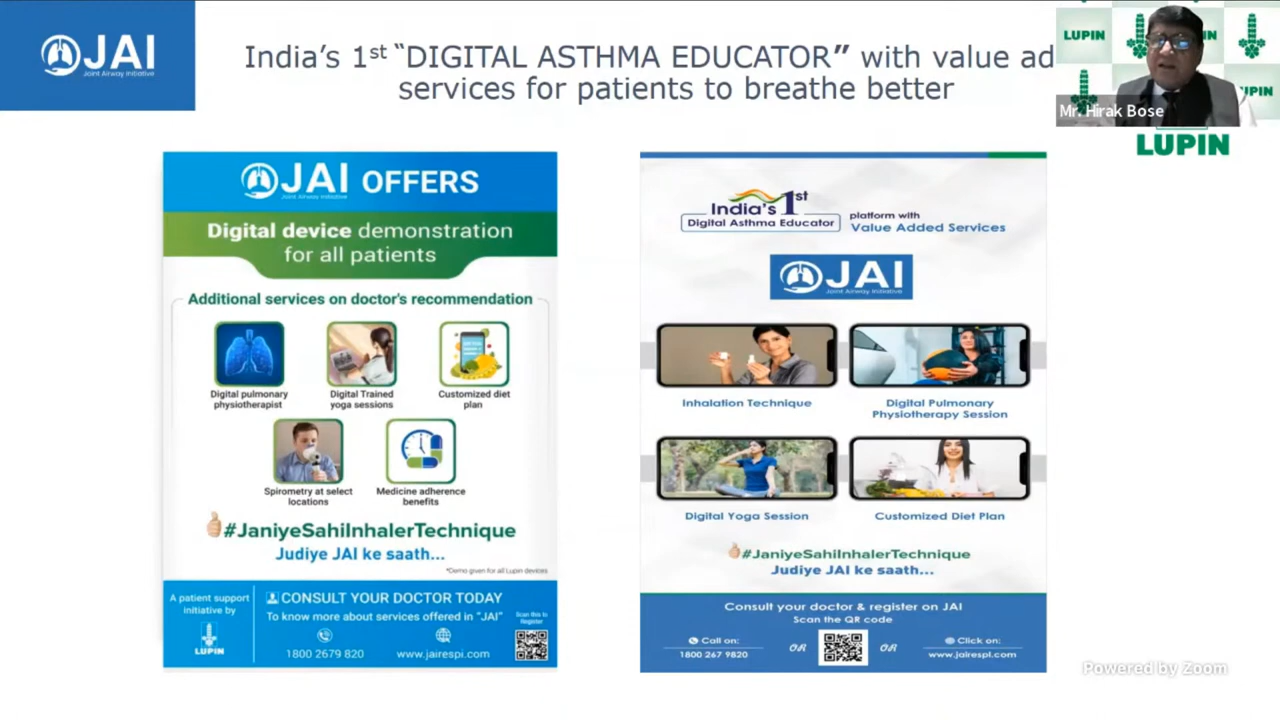 JAI
Joint Airway Initiative
India's 1st "DIGITAL ASTHMA EDUCATOR" with value ad
services for patients to breathe better
LUPIN
Mr. Hirak Bose
LUPIN
JAI OFFERS
Joint Airway Initiative
Digital device demonstration
for all patients
Additional services on doctor's recommendation
Digital pulmonary
physiotherapist
Digital Trained
yoga sessions
Customized diet
plan
Spirometry at select
locations
Medicine adherence
benefits
#JaniyeSahiInhalerTechnique
Judiye JAI ke saath...
*Demo given for all Lupin devices
A patient support
initiative by
LUPIN
CONSULT YOUR DOCTOR TODAY
To know more about services offered in "JAI"
1800 2679 820
www.jairespi.com
Scan this to
Register
India's 1st
Digital Asthma Educator
platform with
Value Added Services
JAI
Joint Airway Initiative
Inhalation Technique
Digital Pulmonary
Physiotherapy Session
Digital Yoga Session
Customized Diet Plan
#JaniyeSahiInhalerTechnique
Judiye JAI ke saath...
Consult your doctor & register on JAI
Scan the QR code
Call on:
1800 267 9820
OR
OR
Click on:
www.jairespi.com
Powered by Zoom